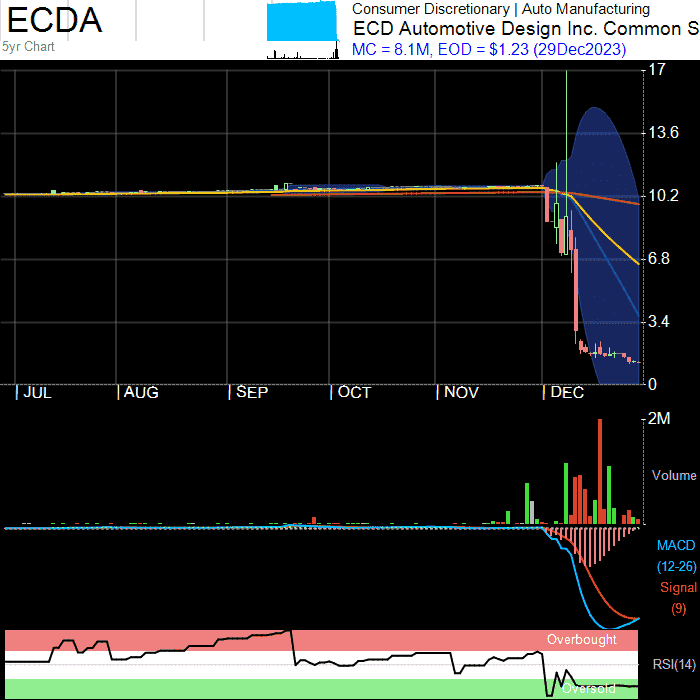 ECDA
5yr Chart
Consumer Discretionary | Auto Manufacturing
ECD Automotive Design Inc. Common S
MC = 8.1M, EOD = $1.23 (29Dec2023)
17
13.6
10.2
6.8
3.4
0
JUL AUG SEP OCT NOV DEC
2M
Volume
MACD
(12-26)
Signal
(9)
Overbought
RSI(14)
Oversold